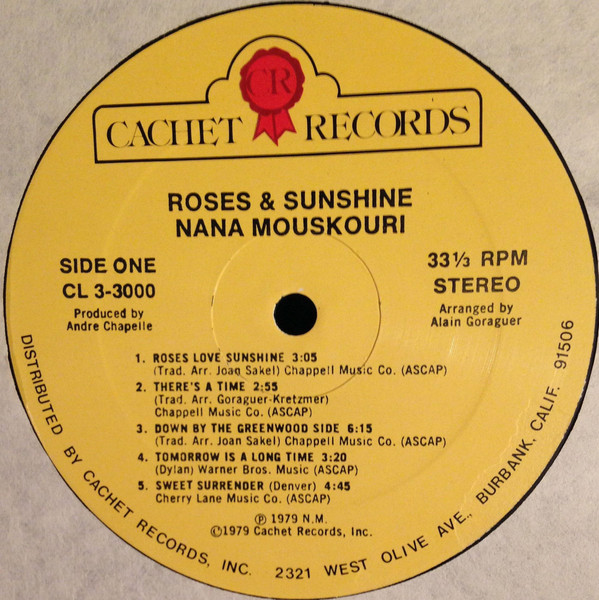 CR
CACHET RECORDS
ROSES & SUNSHINE
NANA MOUSKOURI
SIDE ONE
CL 3-3000
Produced by
Andre Chapelle
33 1/3 RPM
STEREO
Arranged by
Alain Goraguer
1. ROSES LOVE SUNSHINE 3:05
(Trad. Arr. Joan Sakel) Chappell Music Co. (ASCAP)
2. THERE'S A TIME 2:55
(Trad. Arr. Goraguer-Kretzmer)
Chappell Music Co. (ASCAP)
3. DOWN BY THE GREENWOOD SIDE 6:15
(Trad. Arr. Joan Sakel) Chappell Music Co. (ASCAP)
4. TOMORROW IS A LONG TIME 3:20
(Dylan) Warner Bros. Music (ASCAP)
5. SWEET SURRENDER (Denver) 4:45
Cherry Lane Music Co. (ASCAP)
Ⓟ 1979 N.M.
©1979 Cachet Records, Inc.
DISTRIBUTED BY CACHET RECORDS, INC. 2321 WEST OLIVE AVE., BURBANK, CALIF. 91506